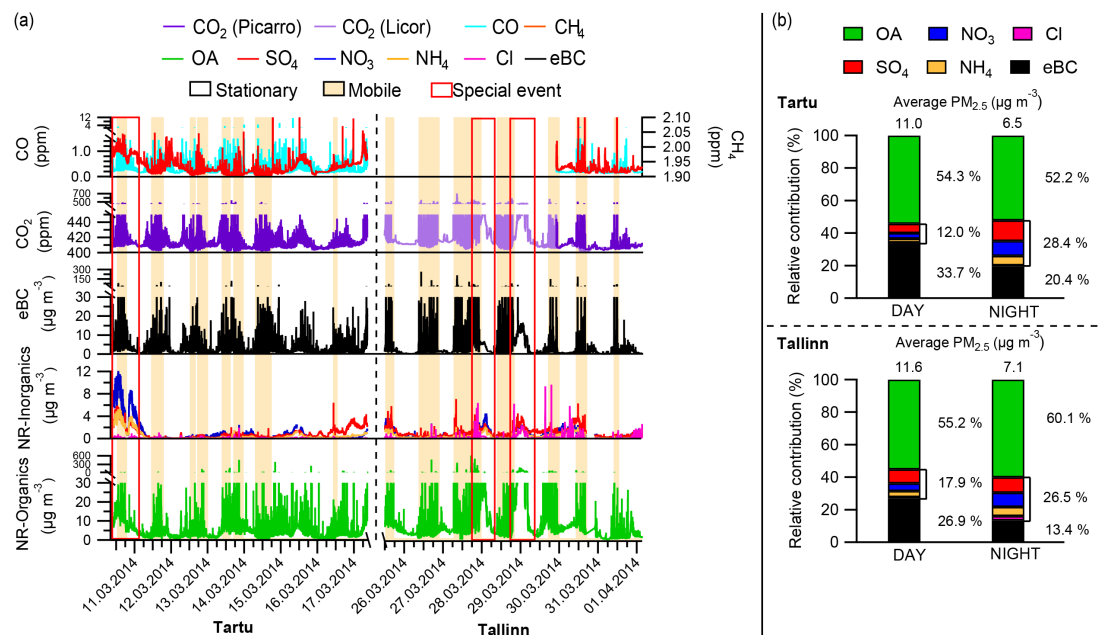 (a)
CO2 (Picarro) CO2 (Licor) CO CH4
OA SO4 NO3 NH4 Cl eBC
Stationary Mobile Special event
CO (ppm)
12
4
1.0
0.0
CH4 (ppm)
2.10
2.05
2.00
1.95
1.90
CO2 (ppm)
700
500
440
420
400
eBC (µg m-3)
300
150
30
20
10
0
NR-Inorganics (µg m-3)
12
8
4
0
NR-Organics (µg m-3)
600
300
0
30
20
10
0
11.03.2014 12.03.2014 13.03.2014 14.03.2014 15.03.2014 16.03.2014 17.03.2014 26.03.2014 27.03.2014 28.03.2014 29.03.2014 30.03.2014 31.03.2014 01.04.2014
Tartu Tallinn
(b)
OA NO3 Cl
SO4 NH4 eBC
Tartu Average PM2.5 (µg m-3)
11.0 6.5
Relative contribution (%)
100
80
60
40
20
0
54.3 %
12.0 %
33.7 %
52.2 %
28.4 %
20.4 %
DAY NIGHT
Tallinn Average PM2.5 (µg m-3)
11.6 7.1
Relative contribution (%)
100
80
60
40
20
0
55.2 %
17.9 %
26.9 %
60.1 %
26.5 %
13.4 %
DAY NIGHT